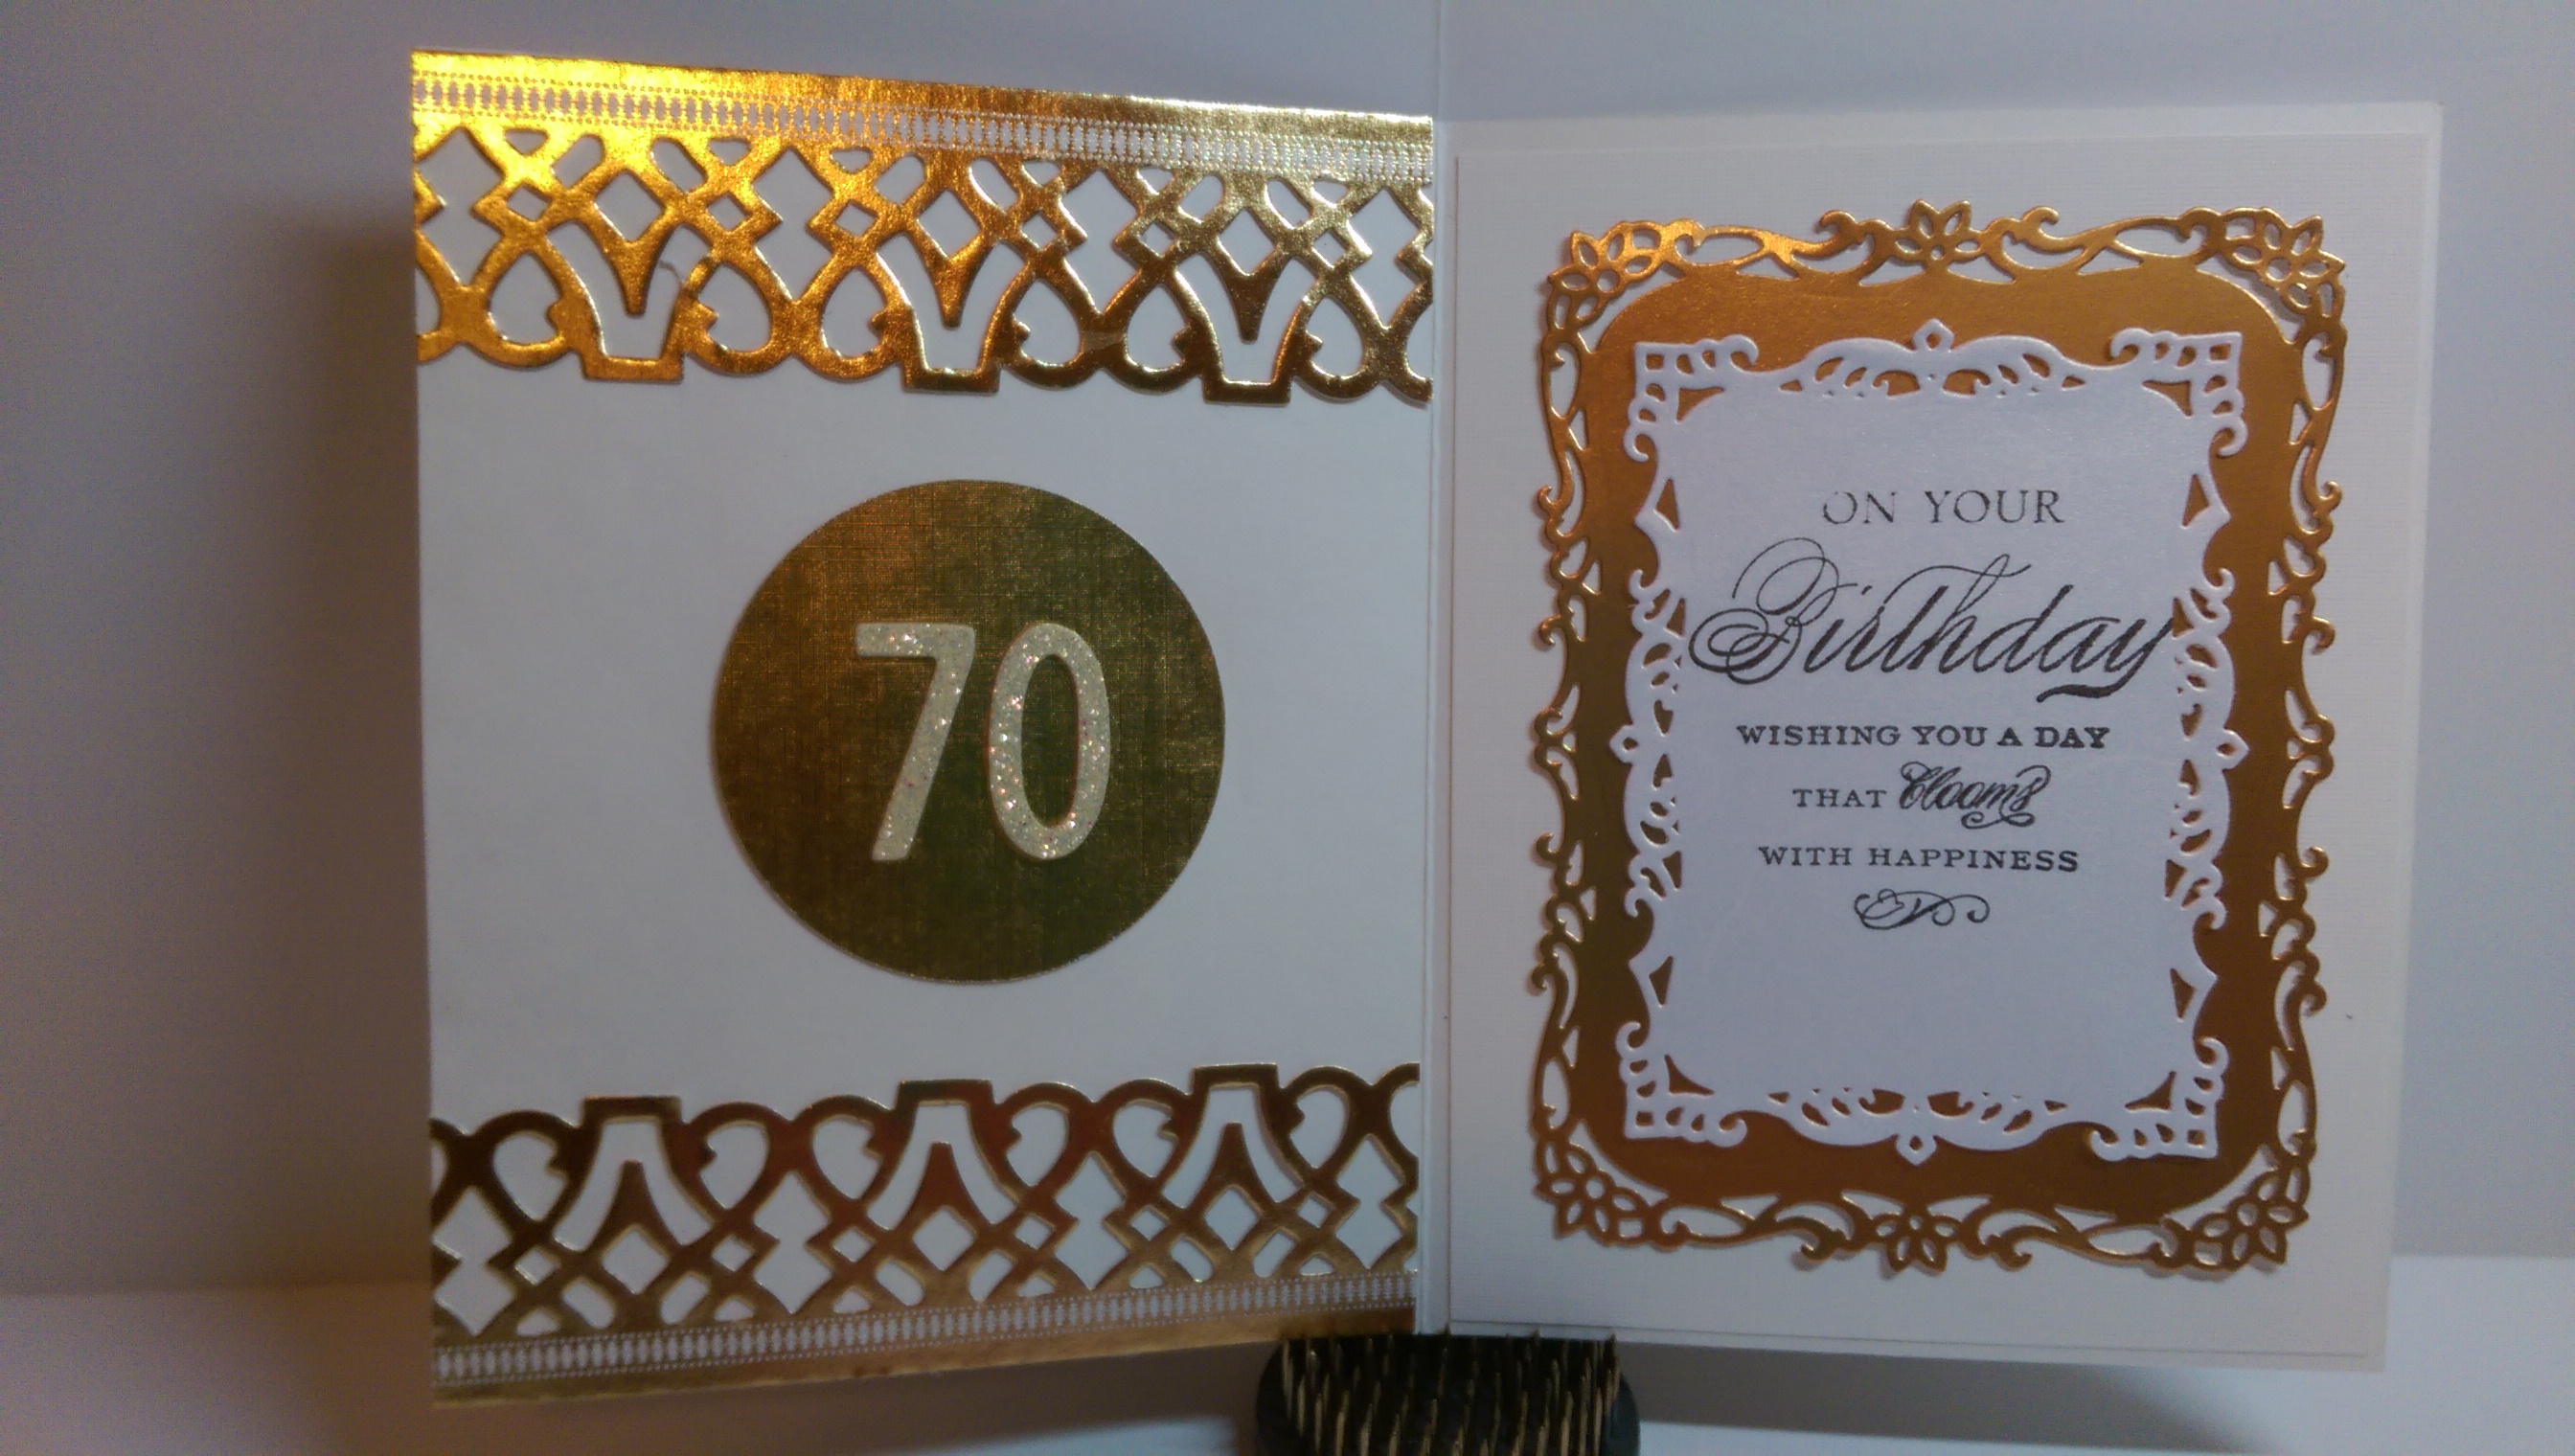 70
ON YOUR
Birthday
WISHING YOU A DAY
THAT blooms
WITH HAPPINESS